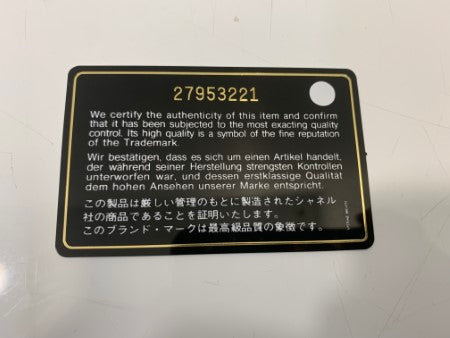 27953221
We certify the authenticity of this item and confirm
that it has been subjected to the most exacting quality
control. Its high quality is a symbol of the fine reputation
of the Trademark.
Wir bestätigen, dass es sich um einen Artikel handelt,
der während seiner Herstellung strengsten Kontrollen
unterworfen war, und dessen erstklassige Qualität
dem hohen Ansehen unserer Marke entspricht.
この製品は厳しい管理のもとに製造されたシャネル
社の商品であることを証明いたします。
このブランド・マークは最高級品質の象徴です。